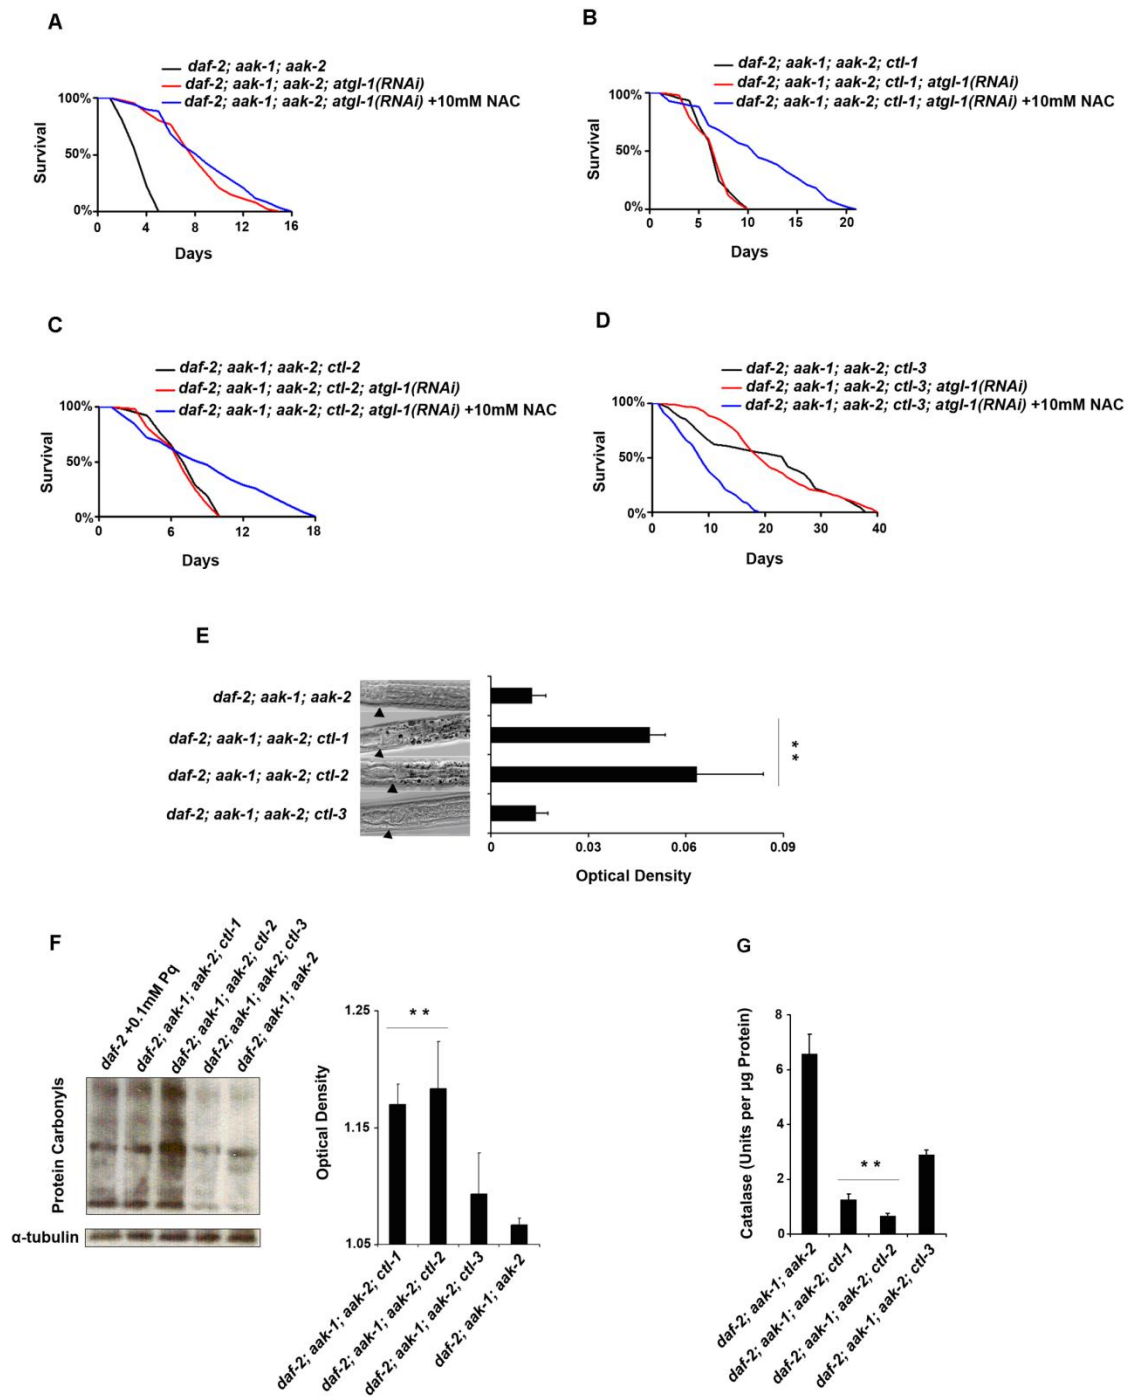 A
daf-2; aak-1; aak-2
daf-2; aak-1; aak-2; atgl-1(RNAi)
daf-2; aak-1; aak-2; atgl-1(RNAi) +10mM NAC
100%
50%
0%
Survival
0 4 8 12 16
Days
B
daf-2; aak-1; aak-2; ctl-1
daf-2; aak-1; aak-2; ctl-1; atgl-1(RNAi)
daf-2; aak-1; aak-2; ctl-1; atgl-1(RNAi) +10mM NAC
100%
50%
0%
Survival
0 5 10 15 20
Days
C
daf-2; aak-1; aak-2; ctl-2
daf-2; aak-1; aak-2; ctl-2; atgl-1(RNAi)
daf-2; aak-1; aak-2; ctl-2; atgl-1(RNAi) +10mM NAC
100%
50%
0%
Survival
0 6 12 18
Days
D
daf-2; aak-1; aak-2; ctl-3
daf-2; aak-1; aak-2; ctl-3; atgl-1(RNAi)
daf-2; aak-1; aak-2; ctl-3; atgl-1(RNAi) +10mM NAC
100%
50%
0%
Survival
0 10 20 30 40
Days
E
daf-2; aak-1; aak-2
daf-2; aak-1; aak-2; ctl-1
daf-2; aak-1; aak-2; ctl-2
daf-2; aak-1; aak-2; ctl-3
* *
0 0.03 0.06 0.09
Optical Density
F
daf-2 +0.1mM Pq
daf-2; aak-1; aak-2; ctl-1
daf-2; aak-1; aak-2; ctl-2
daf-2; aak-1; aak-2; ctl-3
daf-2; aak-1; aak-2
Protein Carbonyls
α-tubulin
Optical Density
1.25
1.15
1.05
* *
daf-2; aak-1; aak-2; ctl-1
daf-2; aak-1; aak-2; ctl-2
daf-2; aak-1; aak-2; ctl-3
daf-2; aak-1; aak-2
G
Catalase (Units per µg Protein)
8
6
4
2
0
* *
daf-2; aak-1; aak-2
daf-2; aak-1; aak-2; ctl-1
daf-2; aak-1; aak-2; ctl-2
daf-2; aak-1; aak-2; ctl-3